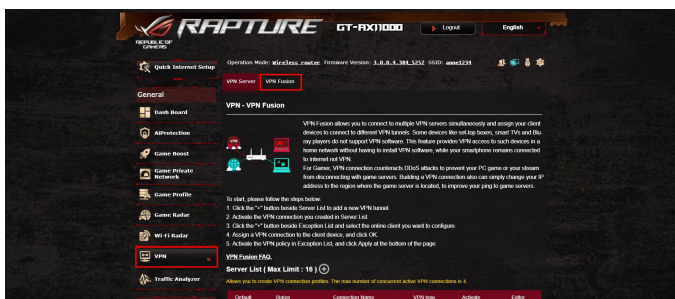 REPUBLIC OF
GAMERS
RAPTURE GT-AX11000 Logout English
Quick Internet Setup
Operation Mode: Wireless router Firmware Version: 3.0.0.4.384_5252 SSID: anne1234
VPN Server VPN Fusion
General
Dash Board
AiProtection
Game Boost
Game Private
Network
Game Profile
Game Radar
Wi-Fi Radar
VPN
Traffic Analyzer
VPN - VPN Fusion
VPN
VPN Fusion allows you to connect to multiple VPN servers simultaneously and assign your client
devices to connect to different VPN tunnels. Some devices like set-top boxes, smart TVs and Blu-
ray players do not support VPN software. This feature provides VPN access to such devices in a
home network without having to install VPN software, while your smartphone remains connected
to Internet not VPN.
For Gamer, VPN connection counteracts DDoS attacks to prevent your PC game or your stream
from disconnecting with game servers. Building a VPN connection also can simply change your IP
address to the region where the game server is located, to improve your ping to game servers.
To start, please follow the steps below:
1. Click the "+" button beside Server List to add a new VPN tunnel.
2. Activate the VPN connection you created in Server List.
3. Click the "+" button beside Exception List and select the online client you want to configure.
4. Assign a VPN connection to the client device, and click OK.
5. Activate the VPN policy in Exception List, and click Apply at the bottom of the page.
VPN Fusion FAQ.
Server List ( Max Limit : 16 )
Allows you to create VPN connection profiles. The max number of concurrent active VPN connections is 4.
Default Status Connection Name VPN type Activate Editor